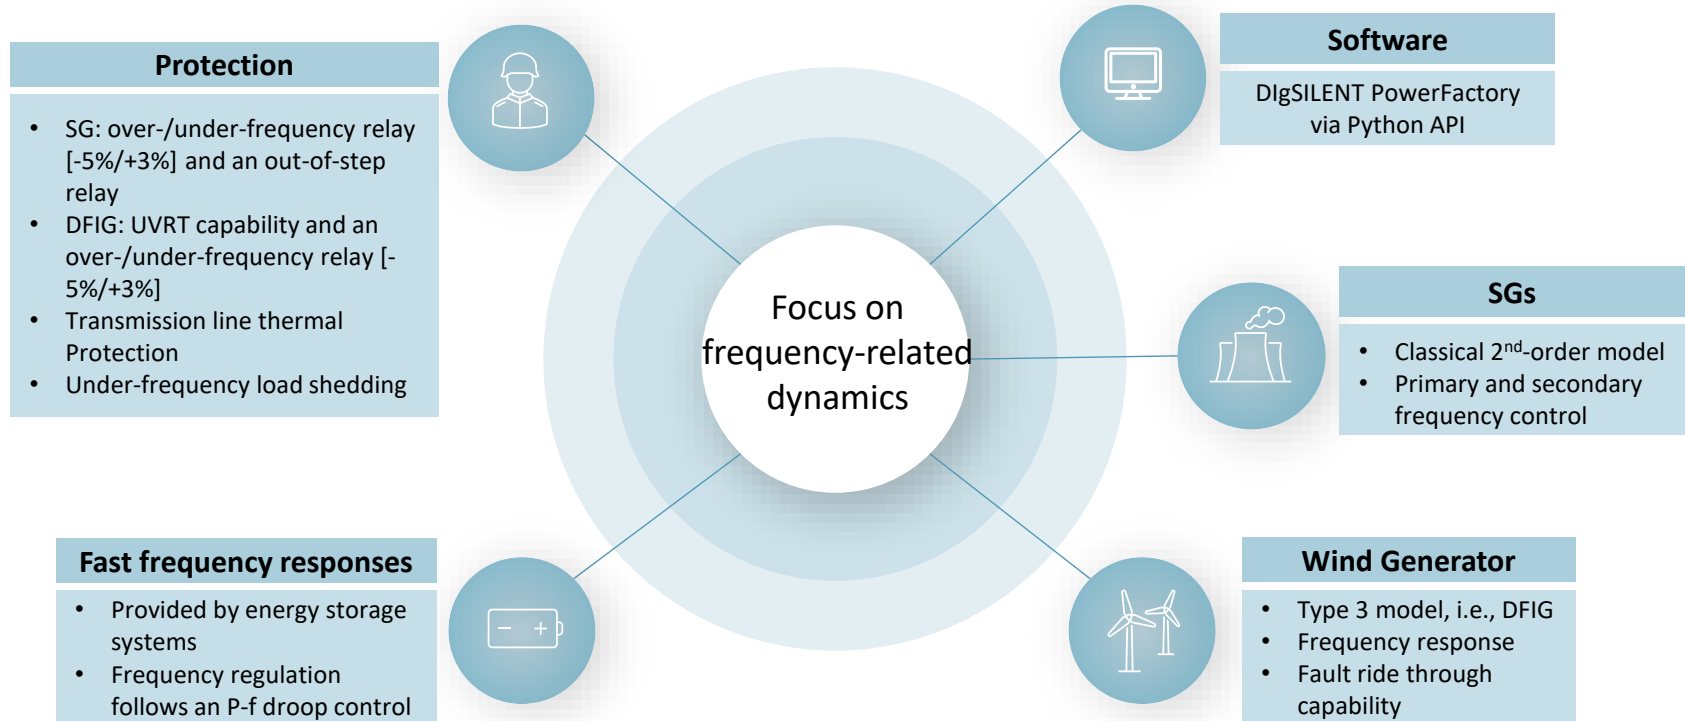 Protection
• SG: over-/under-frequency relay
[-5%/+3%] and an out-of-step
relay
• DFIG: UVRT capability and an
over-/under-frequency relay [-
5%/+3%]
• Transmission line thermal
Protection
• Under-frequency load shedding
Software
DIgSILENT PowerFactory
via Python API
Focus on
frequency-related
dynamics
SGs
• Classical 2nd-order model
• Primary and secondary
frequency control
Fast frequency responses
• Provided by energy storage
systems
• Frequency regulation
follows an P-f droop control
Wind Generator
• Type 3 model, i.e., DFIG
• Frequency response
• Fault ride through
capability